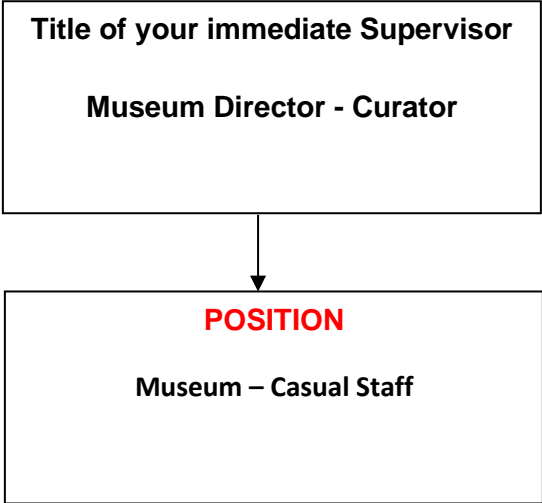 Title of your immediate Supervisor
Museum Director - Curator
POSITION
Museum – Casual Staff